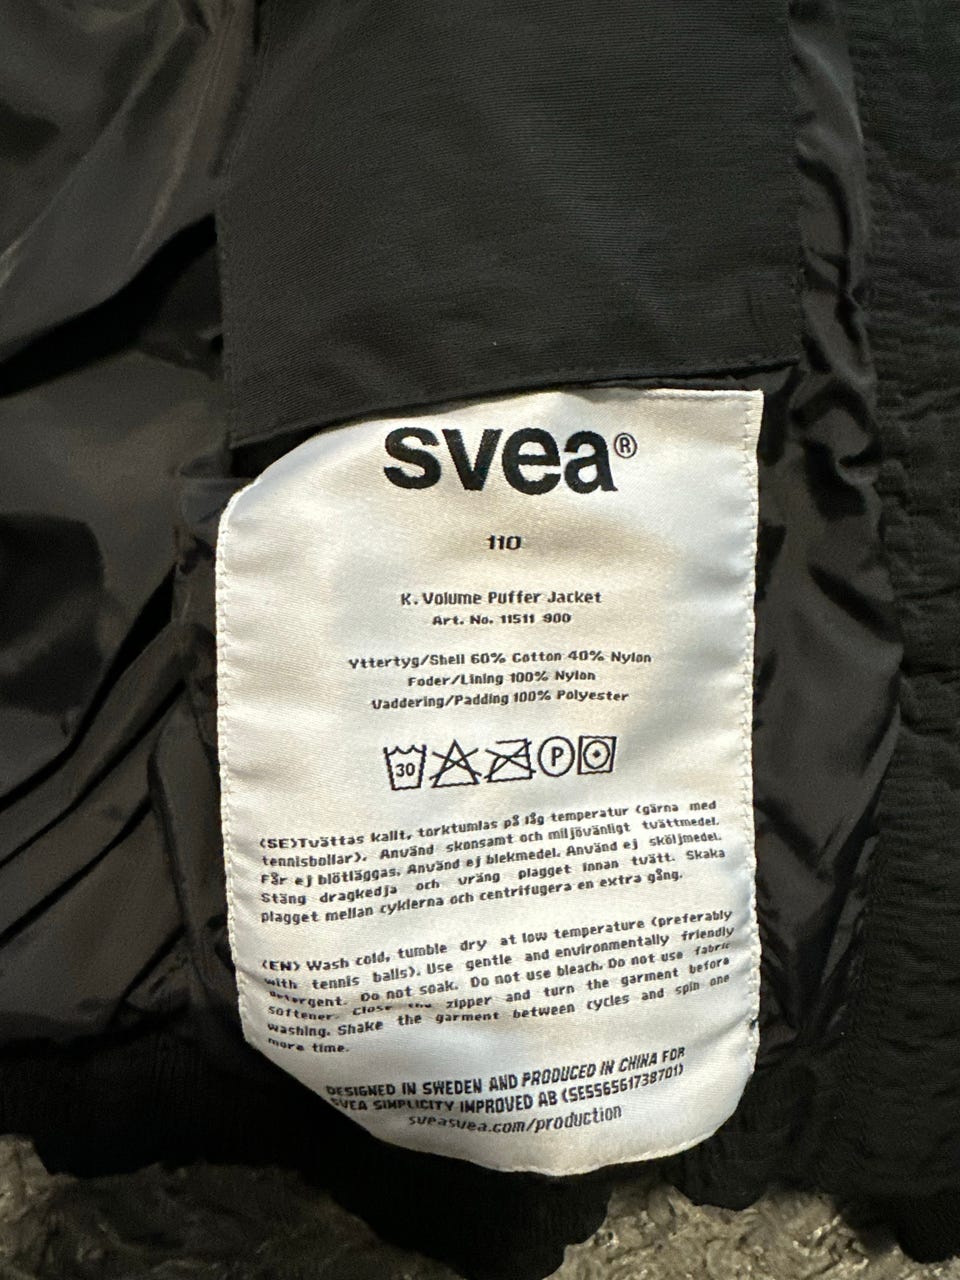 svea®
110
K. Volume Puffer Jacket
Art. No. 11511 900
Yttertyg/Shell 60% Cotton 40% Nylon
Foder/Lining 100% Nylon
Vaddering/Padding 100% Polyester
30 P
(SE)Tvättas kallt, torktumlas på låg temperatur (gärna med
tennisbollar). Använd skonsamt och miljövänligt tvättmedel.
Får ej blötläggas. Använd ej blekmedel. Använd ej sköljmedel.
Stäng dragkedja och vräng plagget innan tvätt. Skaka
plagget mellan cyklerna och centrifugera en extra gång.
(EN) Wash cold, tumble dry at low temperature (preferably
with tennis balls). Use gentle and environmentally friendly
detergent. Do not soak. Do not use bleach. Do not use fabric
softener. Close the zipper and turn the garment before
washing. Shake the garment between cycles and spin one
more time.
DESIGNED IN SWEDEN AND PRODUCED IN CHINA FOR
SVEA SIMPLICITY IMPROVED AB (SE556561738701)
sveasvea.com/production